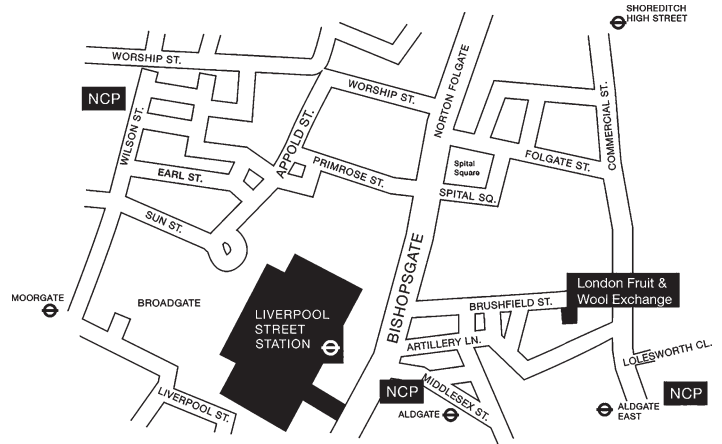 SHOREDITCH
HIGH STREET
WORSHIP ST.
NCP
WORSHIP ST.
NORTON FOLGATE
COMMERCIAL ST.
WILSON ST.
APPOLD ST.
EARL ST.
PRIMROSE ST.
Spital
Square
FOLGATE ST.
SPITAL SQ.
SUN ST.
BISHOPSGATE
MOORGATE
BROADGATE
LIVERPOOL
STREET
STATION
BRUSHFIELD ST.
London Fruit &
Wool Exchange
ARTILLERY LN.
LOLESWORTH CL.
LIVERPOOL ST.
NCP
MIDDLESEX ST.
ALDGATE
ALDGATE
EAST
NCP